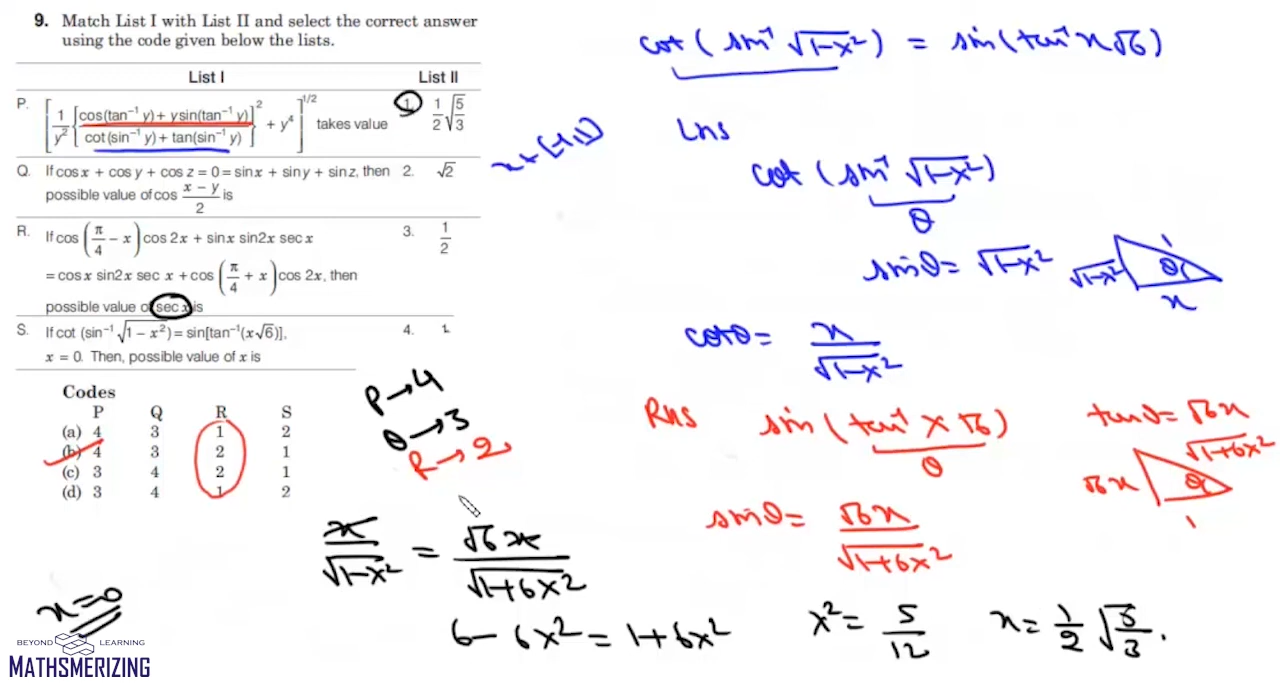 9. Match List I with List II and select the correct answer
using the code given below the lists.
List I List II
P. [1/y² {cos(tan⁻¹ y) + y sin(tan⁻¹ y) / cot(sin⁻¹ y) + tan(sin⁻¹ y)}² + y⁴]^1/2 takes value 1. 1/2 √5/3
Q. If cos x + cos y + cos z = 0 = sin x + sin y + sin z, then 2. √2
possible value of cos x − y / 2 is
R. If cos (π/4 − x) cos 2x + sin x sin 2x sec x 3. 1/2
= cos x sin 2x sec x + cos (π/4 + x) cos 2x, then
possible value of sec x is
S. If cot (sin⁻¹ √1 − x²) = sin[tan⁻¹ (x√6)], 4. 1
x = 0. Then, possible value of x is
Codes
P Q R S
(a) 4 3 1 2
(b) 4 3 2 1
(c) 3 4 2 1
(d) 3 4 1 2
P→4
Q→3
R→2
x/√1-x² = √6x/√1+6x²
6 - 6x² = 1 + 6x²
x=0
cot (sin⁻¹ √1-x²) = sin(tan⁻¹ x√6)
LHS
cot (sin⁻¹ √1-x²)
θ
sinθ = √1-x²
√1-x² 1 θ x
cotθ = x/√1-x²
RHS sin (tan⁻¹ x √6) tanθ = √6x
θ
√6x √1+6x² θ 1
sinθ = √6x/√1+6x²
x² = 5/12 x = 1/2 √5/3.
BEYOND LEARNING
MATHSMERIZING